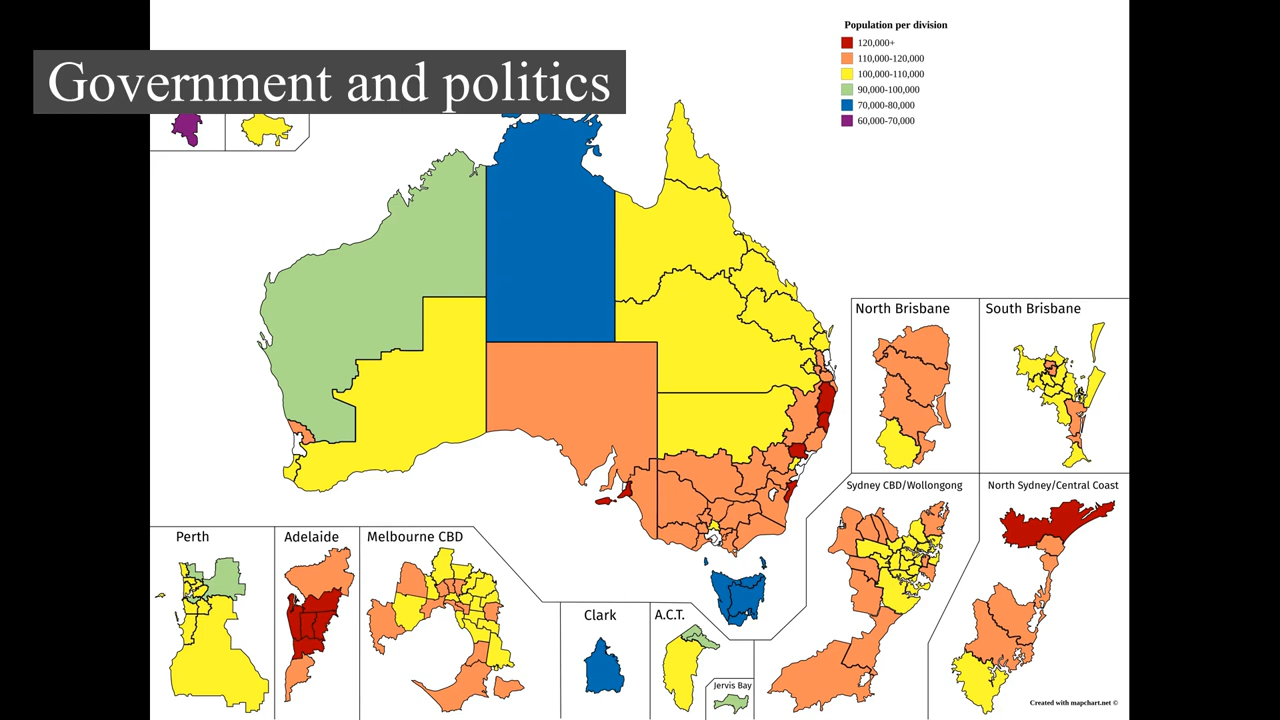 Population per division
120,000+
110,000-120,000
100,000-110,000
90,000-100,000
70,000-80,000
60,000-70,000
Government and politics
North Brisbane
South Brisbane
Sydney CBD/Wollongong
North Sydney/Central Coast
Perth
Adelaide
Melbourne CBD
Clark
A.C.T.
Jervis Bay
Created with mapchart.net ©